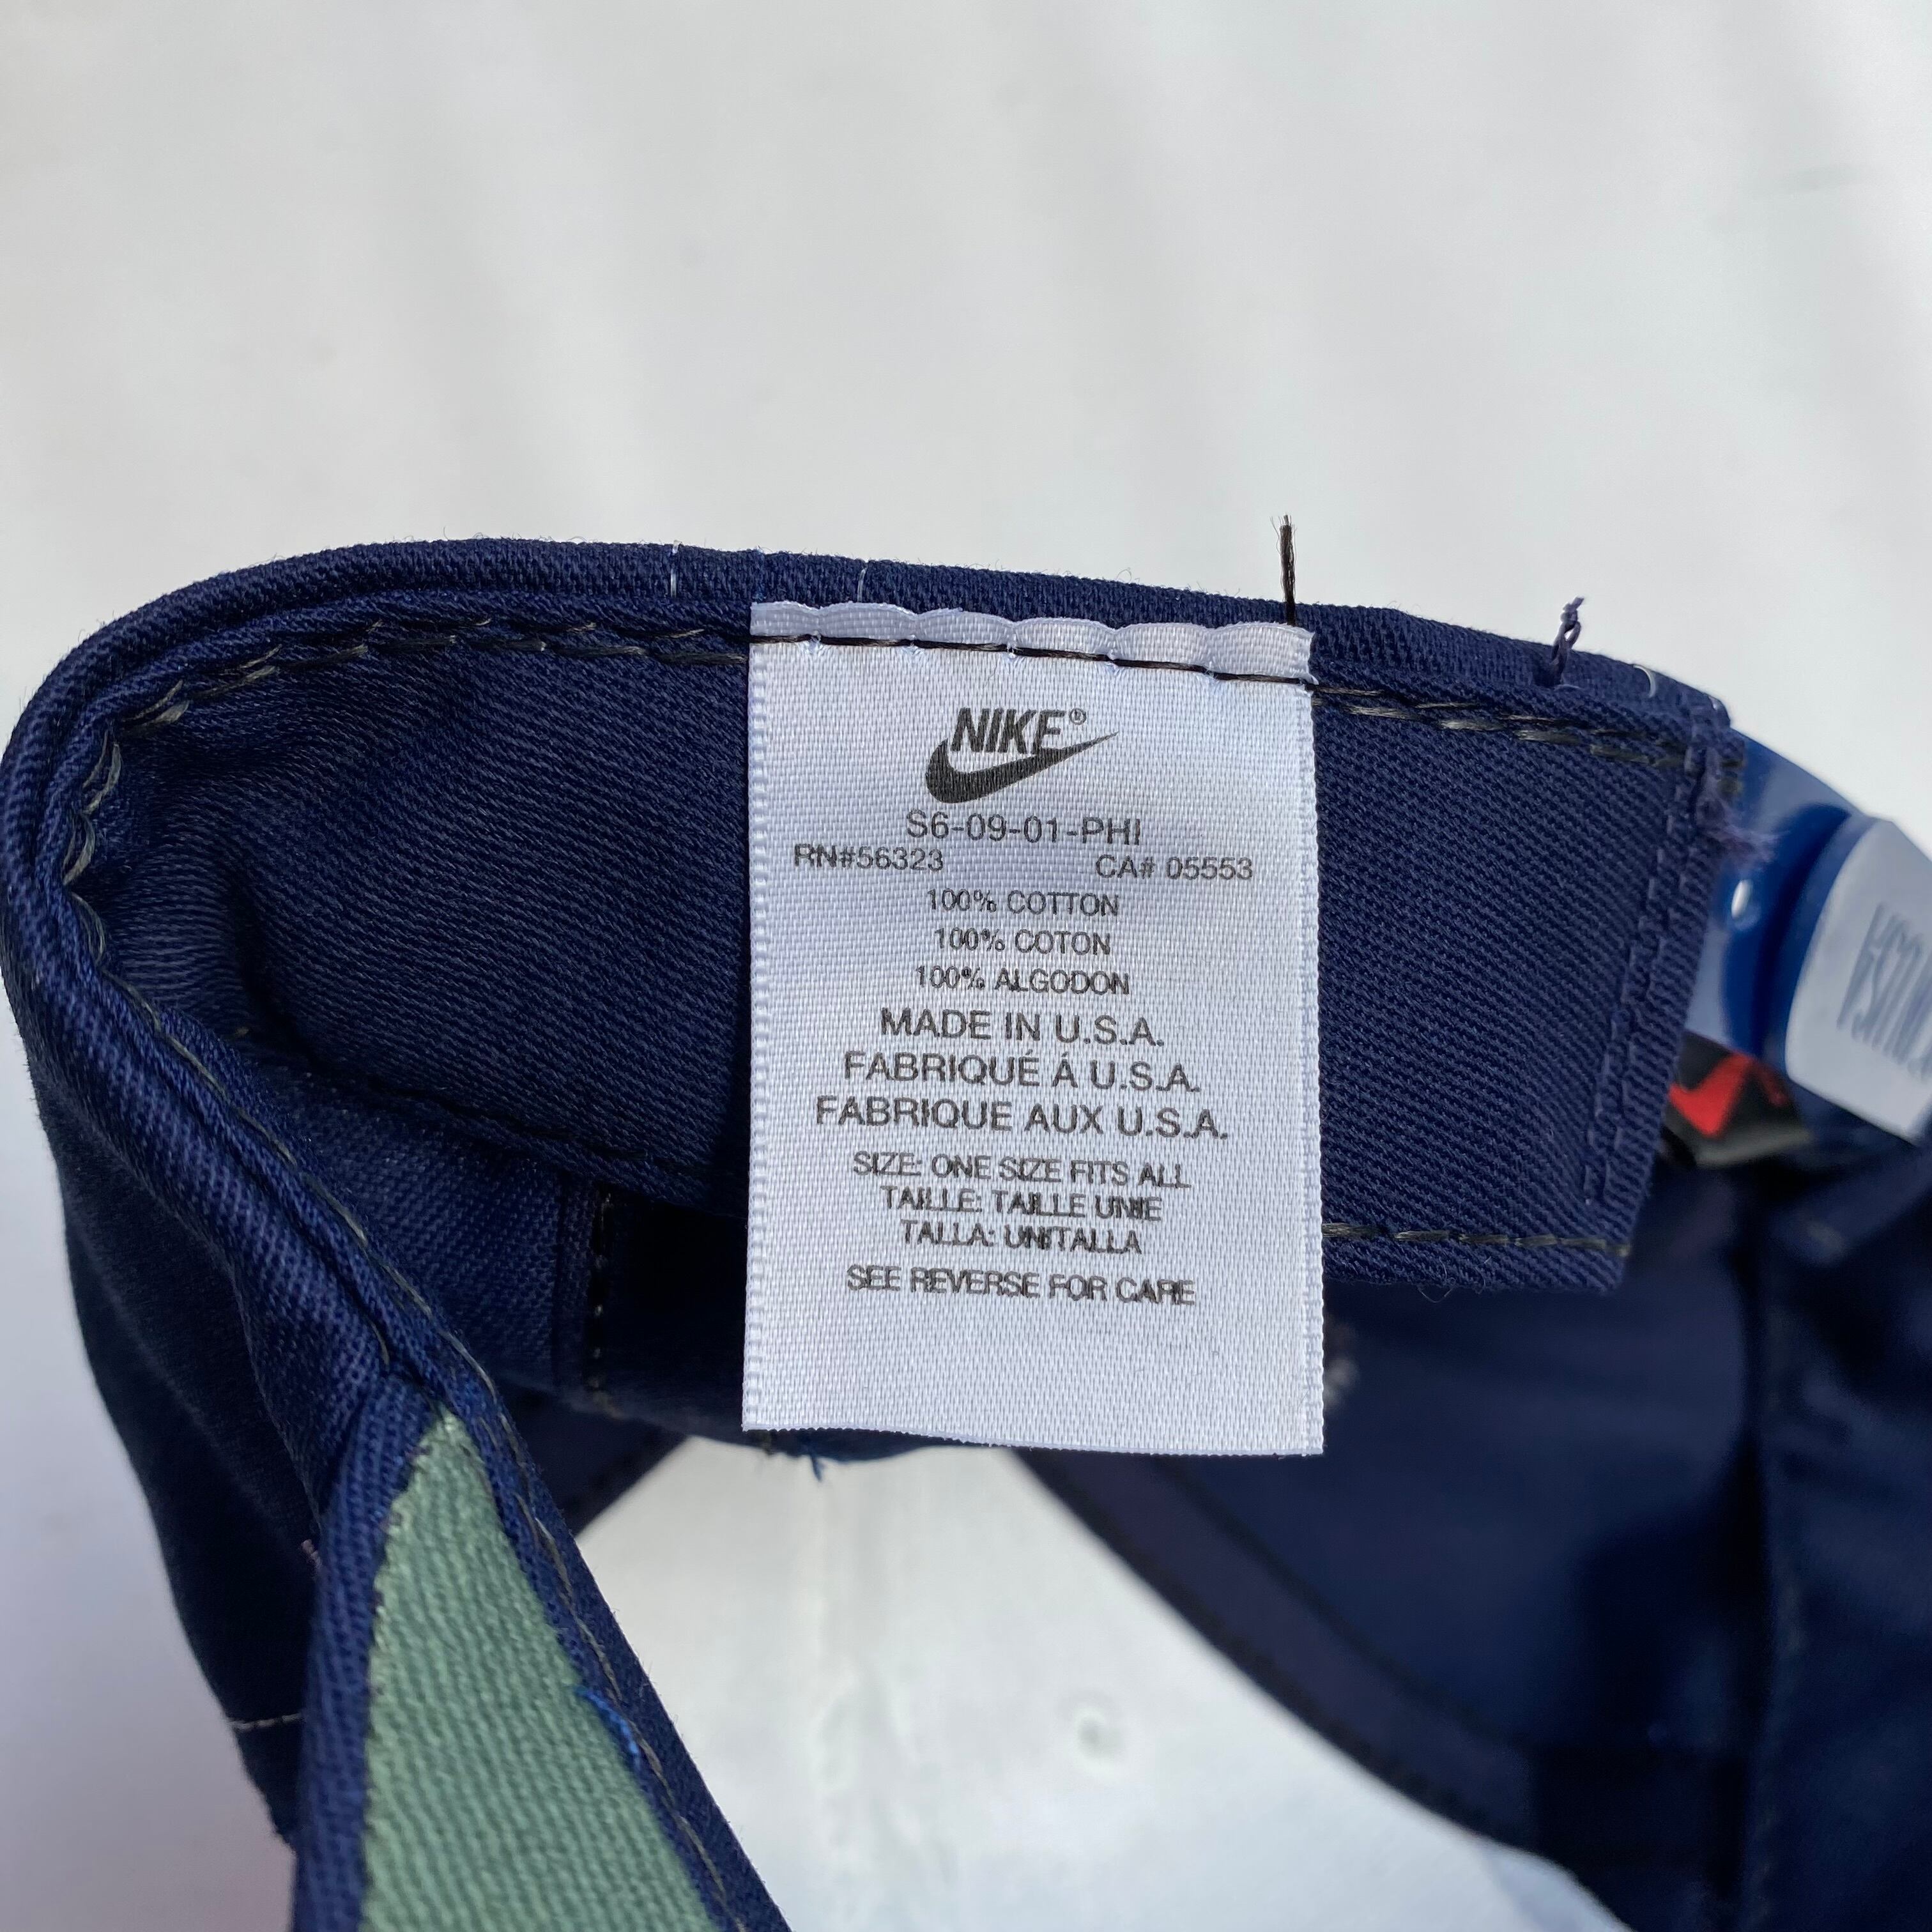 NIKE®
S6-09-01-PHI
RN#56323 CA# 05553
100% COTTON
100% COTON
100% ALGODON
MADE IN U.S.A.
FABRIQUÉ Á U.S.A.
FABRIQUE AUX U.S.A.
SIZE: ONE SIZE FITS ALL
TAILLE: TAILLE UNIE
TALLA: UNITALLA
SEE REVERSE FOR CARE